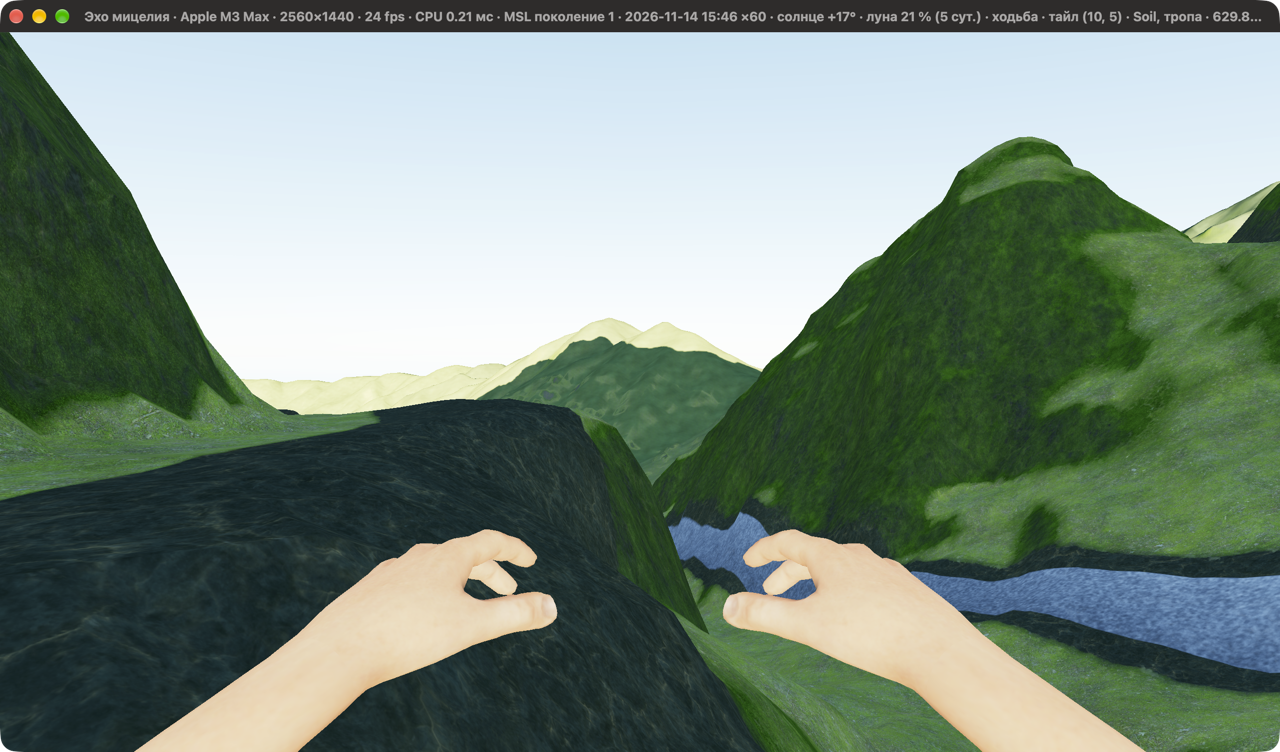 Эхо мицелия · Apple M3 Max · 2560×1440 · 24 fps · CPU 0.21 мс · MSL поколение 1 · 2026-11-14 15:46 ×60 · солнце +17° · луна 21 % (5 сут.) · ходьба · тайл (10, 5) · Soil, тропа · 629.8...